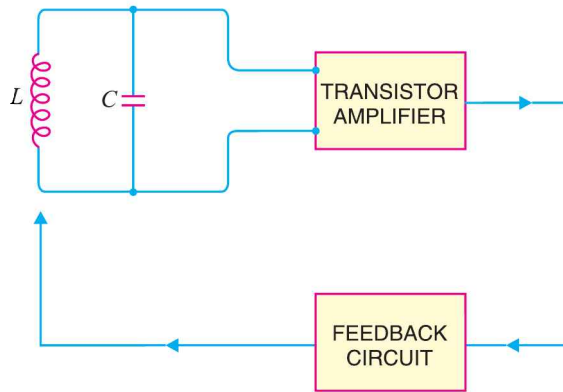 L
C
TRANSISTOR
AMPLIFIER
FEEDBACK
CIRCUIT